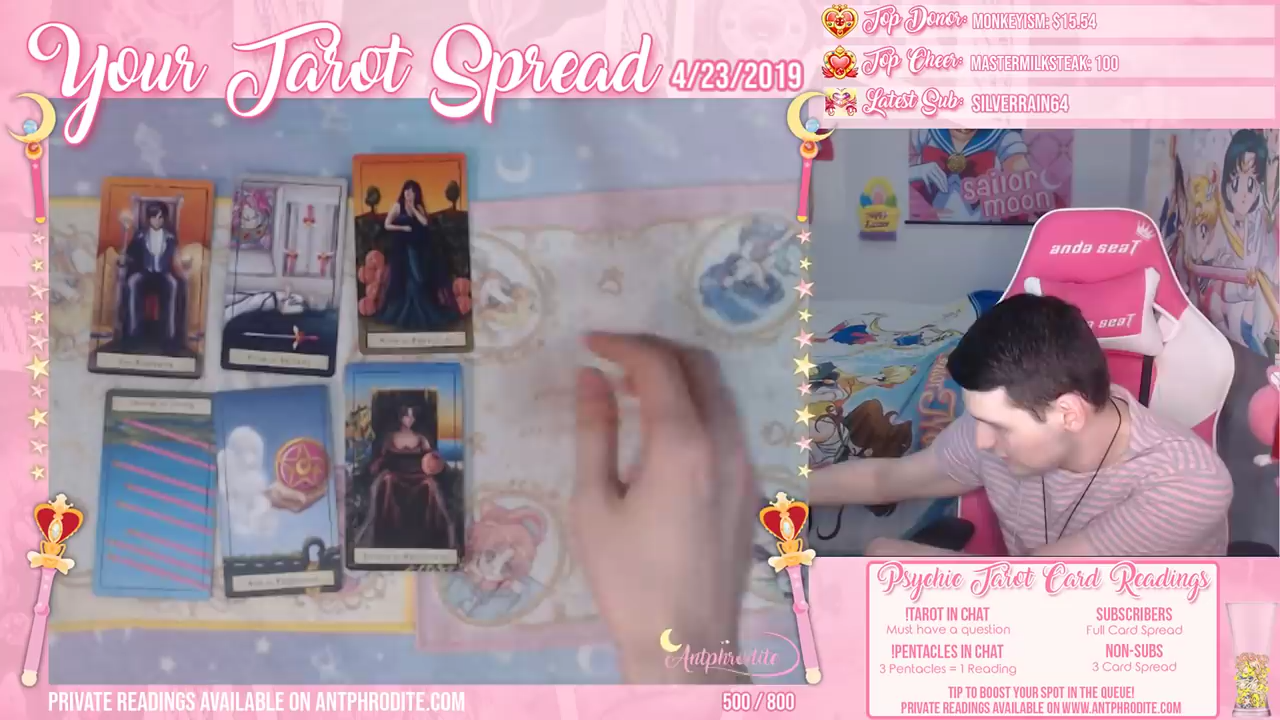 Your Tarot Spread 4/23/2019
Top Donor: MONKEYISM: $15.54
Top Cheer: MASTERMILKSTEAK: 100
Latest Sub: SILVERRAIN64
sailor
moon
anda seaT
seaT
Antphrodite
Psychic Tarot Card Readings
!TAROT IN CHAT
Must have a question
SUBSCRIBERS
Full Card Spread
!PENTACLES IN CHAT
3 Pentacles = 1 Reading
NON-SUBS
3 Card Spread
TIP TO BOOST YOUR SPOT IN THE QUEUE!
PRIVATE READINGS AVAILABLE ON WWW.ANTPHRODITE.COM
PRIVATE READINGS AVAILABLE ON ANTPHRODITE.COM
500 / 800